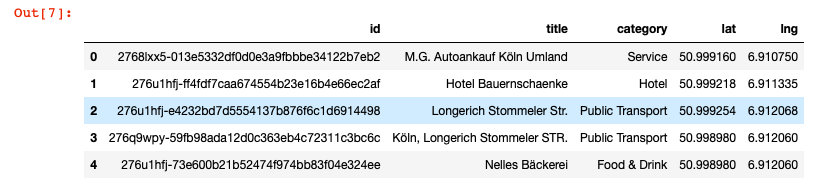 Out[7]:
id title category lat lng
0 2768lxx5-013e5332df0d0e3a9fbbbe34122b7eb2 M.G. Autoankauf Köln Umland Service 50.999160 6.910750
1 276u1hfj-ff4fdf7caa674554b23e16b4e66ec2af Hotel Bauernschaenke Hotel 50.999218 6.911335
2 276u1hfj-e4232bd7d5554137b876f6c1d6914498 Longerich Stommeler Str. Public Transport 50.999254 6.912068
3 276q9wpy-59fb98ada12d0c363eb4c72311c3bc6c Köln, Longerich Stommeler STR. Public Transport 50.998980 6.912060
4 276u1hfj-73e600b21b52474f974bb83f04e324ee Nelles Bäckerei Food & Drink 50.998980 6.912060